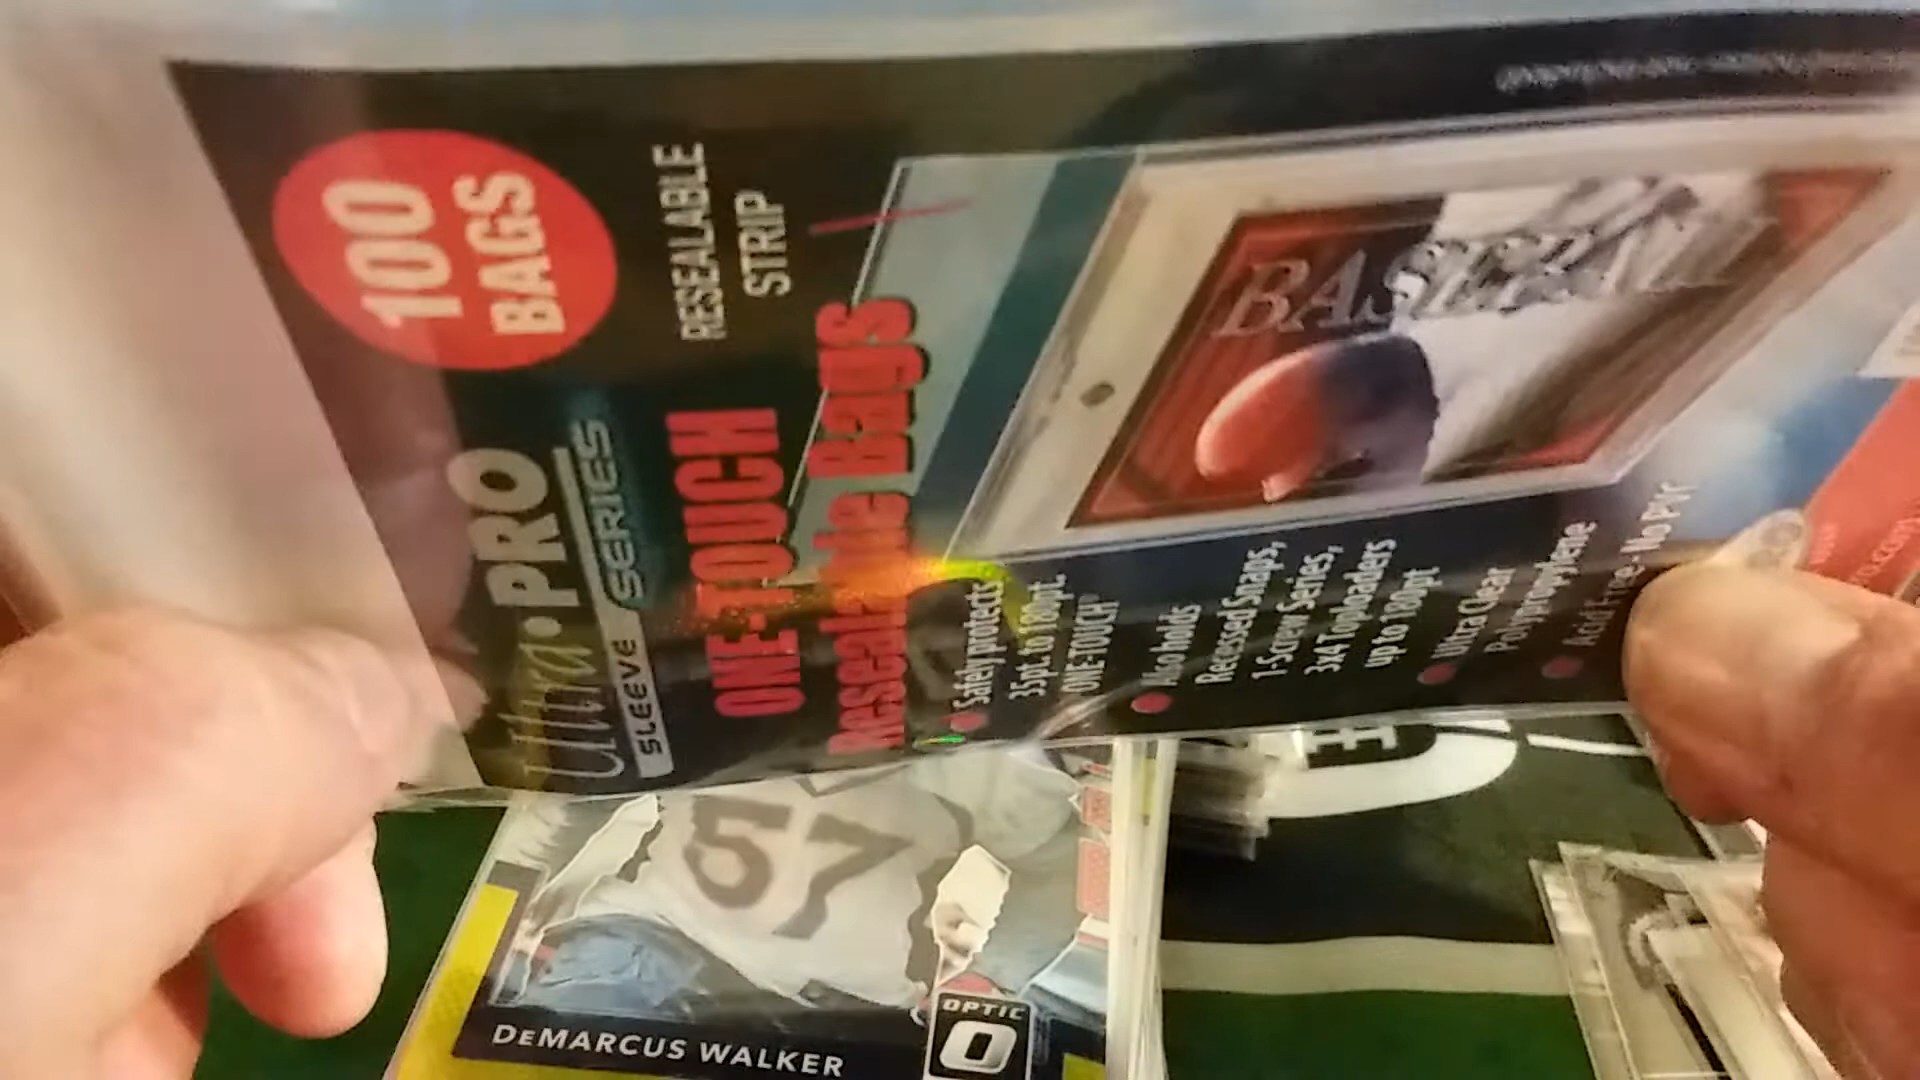 100
BAGS
Ultra•PRO
SLEEVE SERIES
RESEALABLE
STRIP
ONE-TOUCH
Resealable Bags
Safely protects
35pt. to 180pt.
ONE-TOUCH®
Also holds
Recessed Snaps,
1-Screw Series,
3x4 Toploaders
up to 180pt
Ultra Clear
Polypropylene
Acid Free - No PVC
BASEBALL
57
OPTIC
O
DEMARCUS WALKER